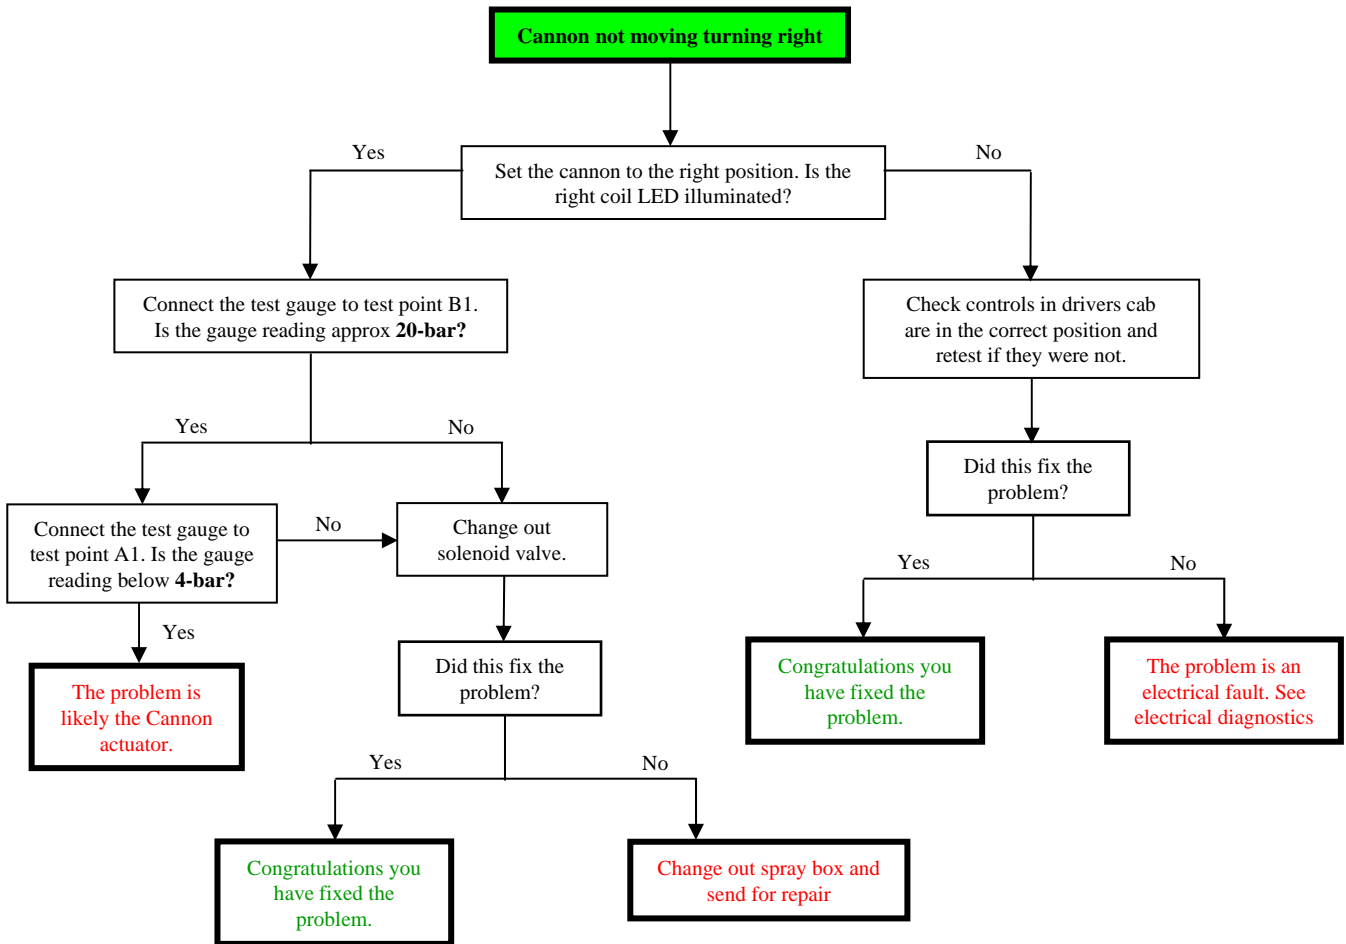 Cannon not moving turning right
Yes
No
Set the cannon to the right position. Is the
right coil LED illuminated?
Connect the test gauge to test point B1.
Is the gauge reading approx 20-bar?
Check controls in drivers cab
are in the correct position and
retest if they were not.
Yes
No
Did this fix the
problem?
Connect the test gauge to
test point A1. Is the gauge
reading below 4-bar?
No
Change out
solenoid valve.
Yes
No
Yes
Did this fix the
problem?
Congratulations you
have fixed the
problem.
The problem is an
electrical fault. See
electrical diagnostics
The problem is
likely the Cannon
actuator.
Yes
No
Congratulations you
have fixed the
problem.
Change out spray box and
send for repair